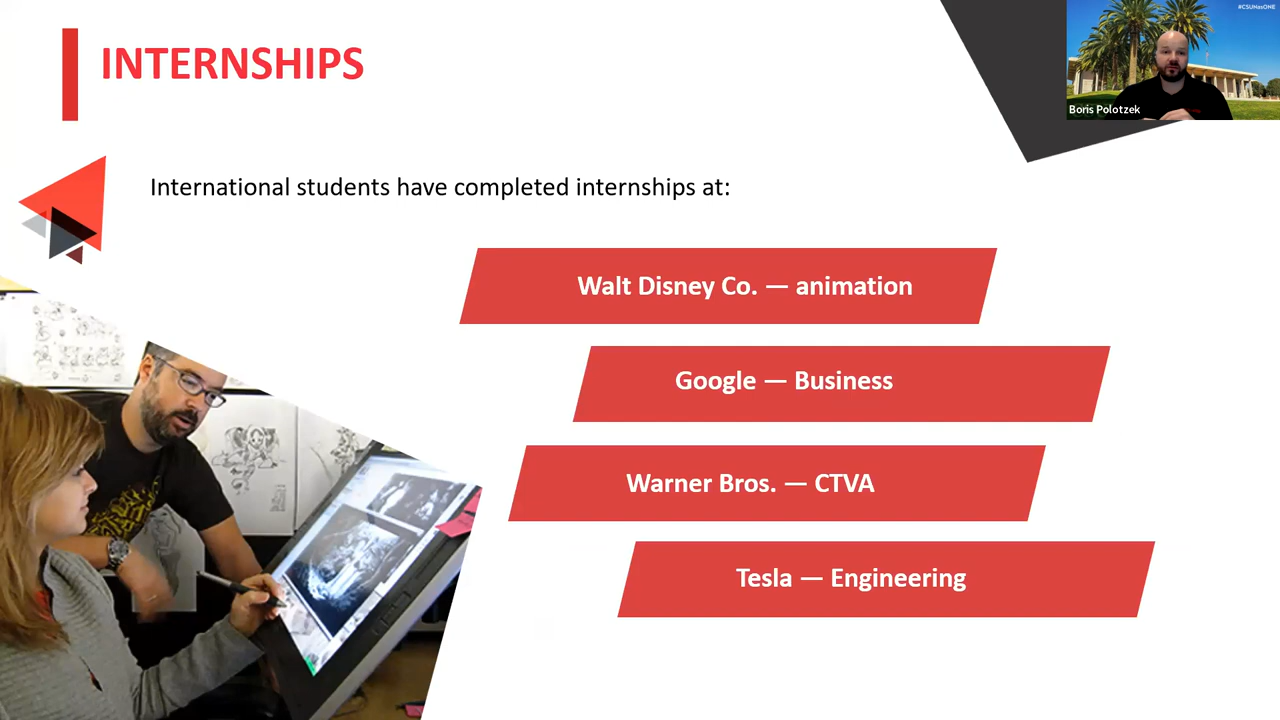 INTERNSHIPS
#CSUNasONE
Boris Polotzek
International students have completed internships at:
Walt Disney Co. — animation
Google — Business
Warner Bros. — CTVA
Tesla — Engineering